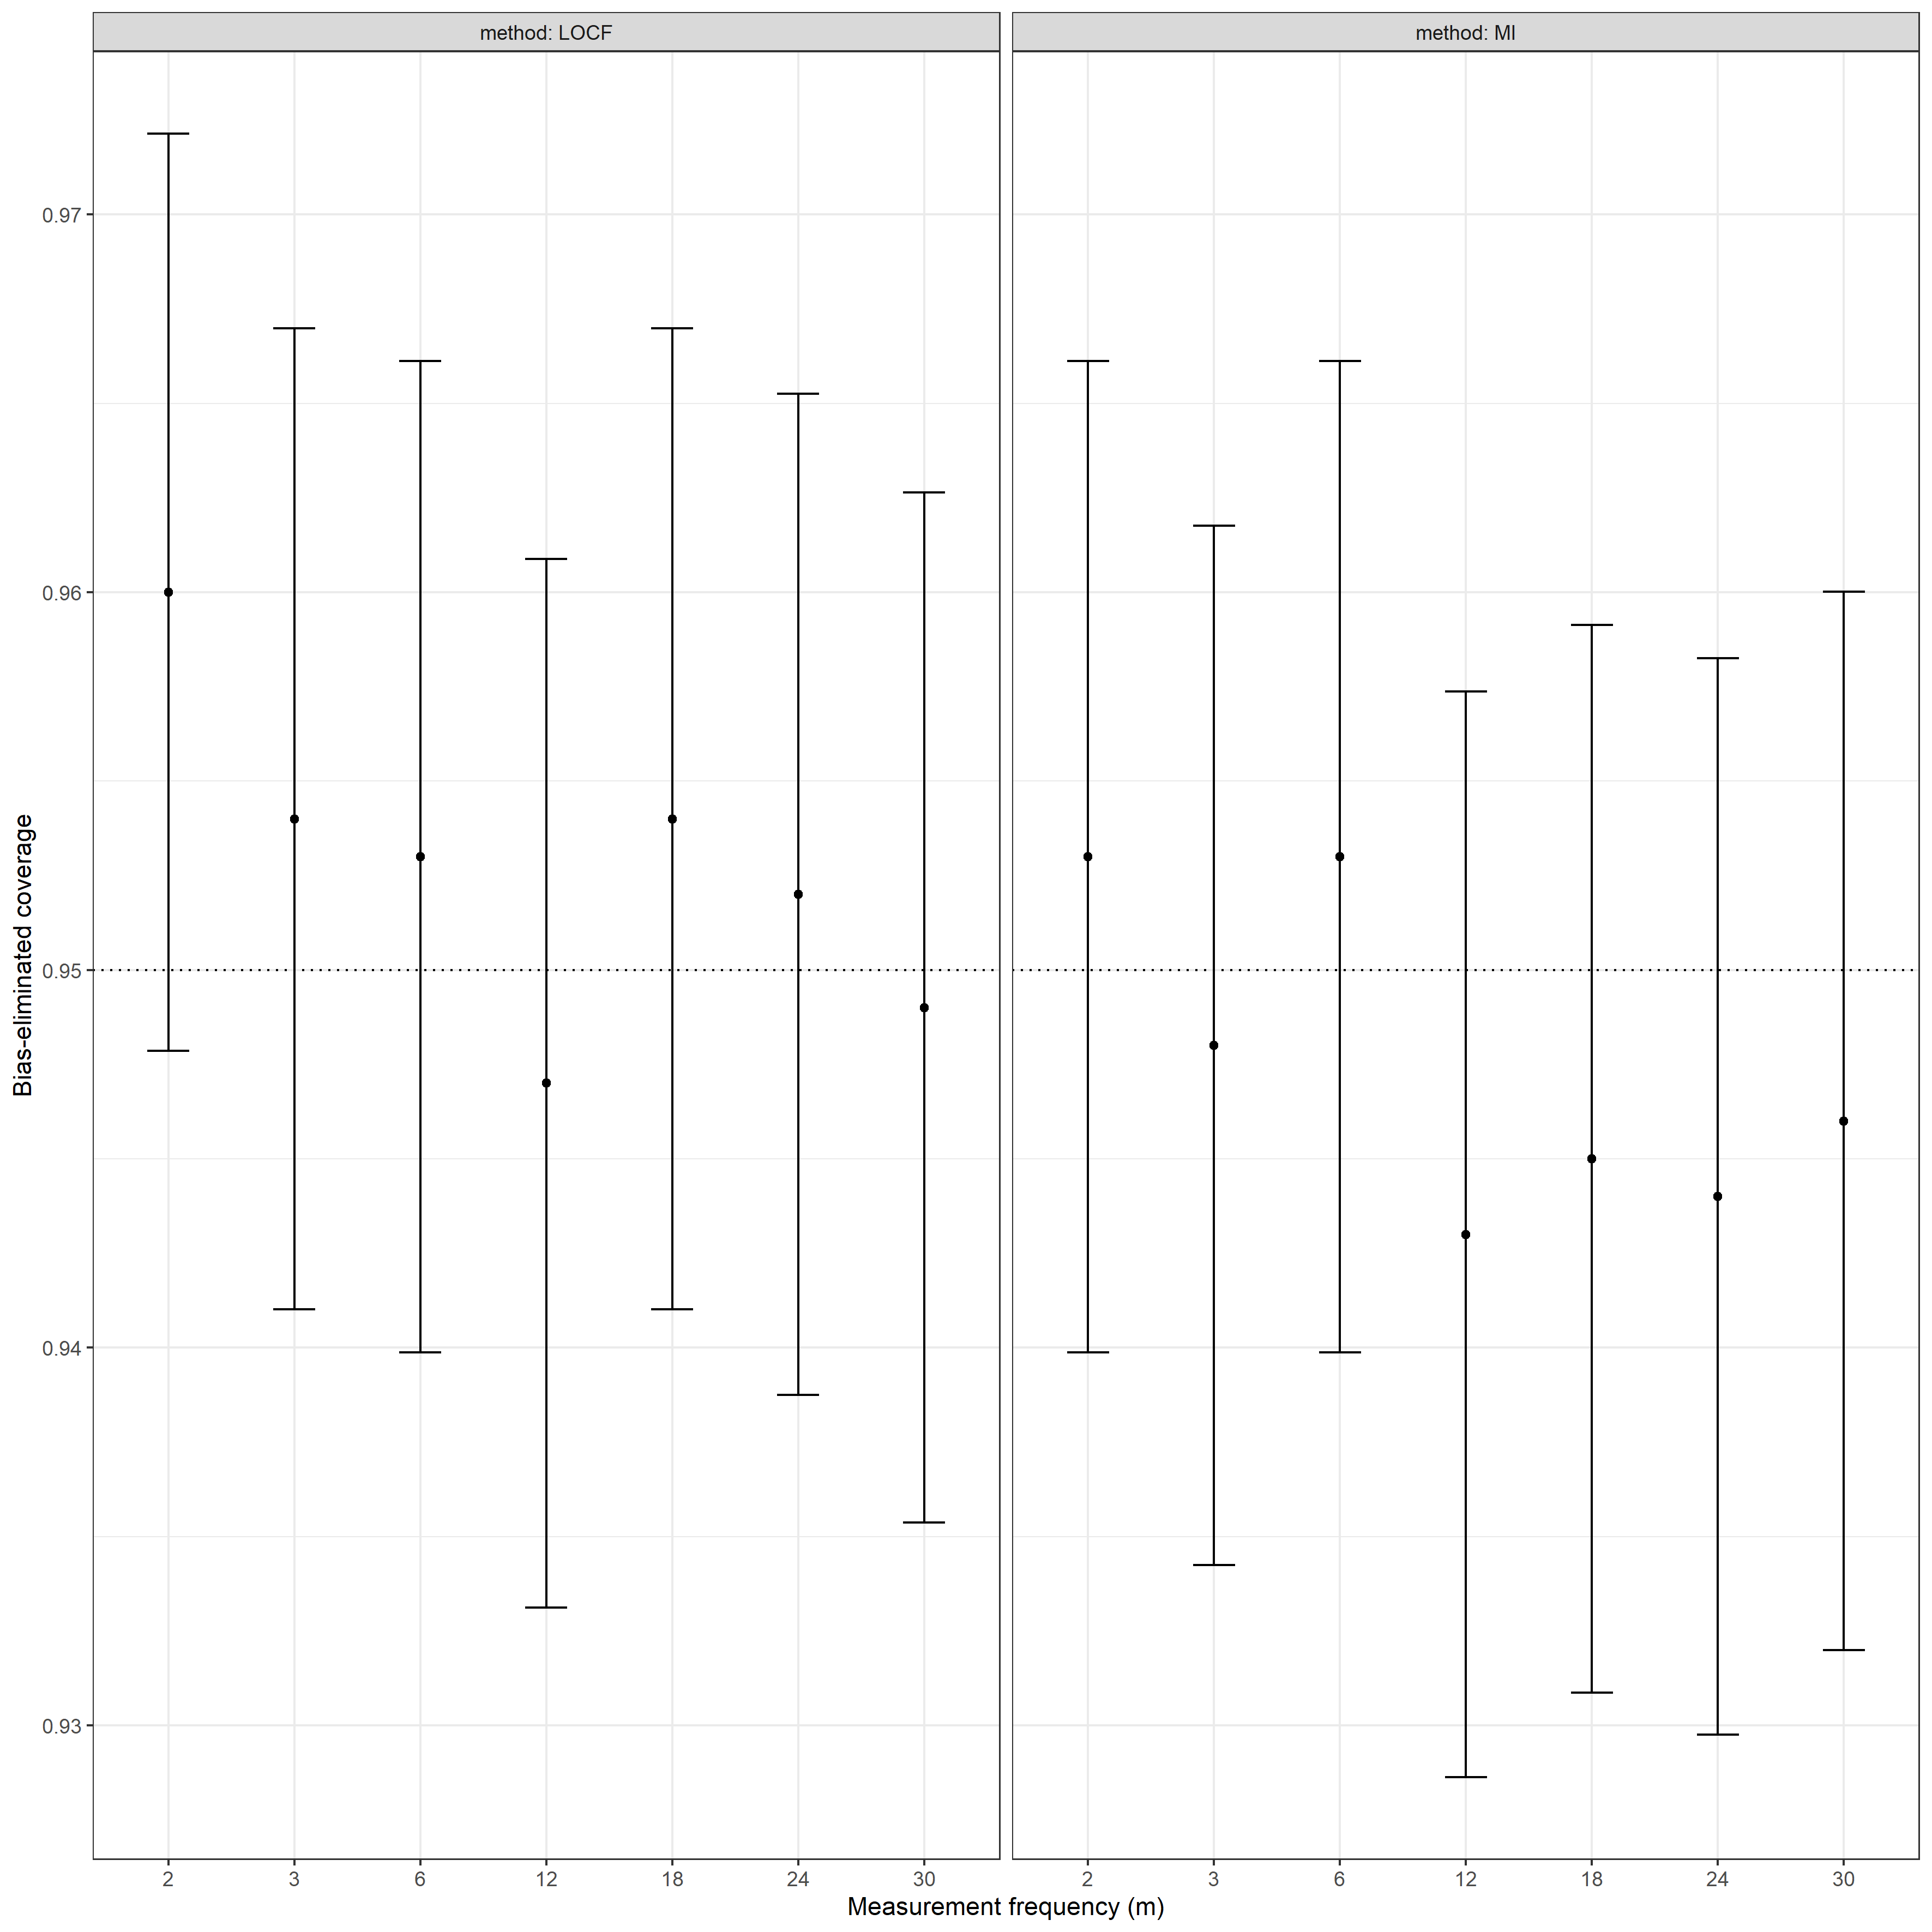 method: LOCF
method: MI
Bias-eliminated coverage
0.97
0.96
0.95
0.94
0.93
2 3 6 12 18 24 30
2 3 6 12 18 24 30
Measurement frequency (m)